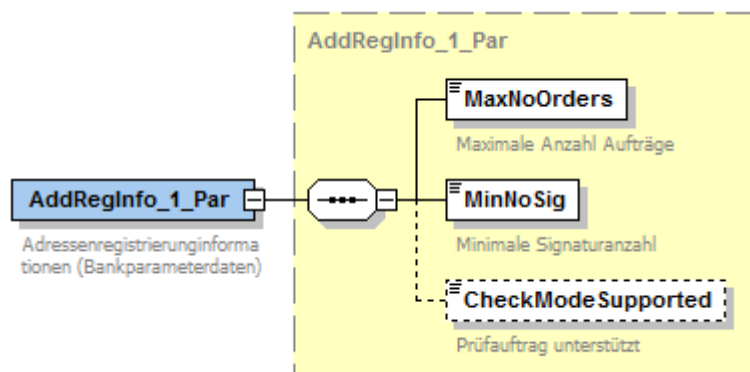 AddRegInfo_1_Par
MaxNoOrders
Maximale Anzahl Aufträge
AddRegInfo_1_Par
Adressenregistrierunginforma
tionen (Bankparameterdaten)
MinNoSig
Minimale Signaturanzahl
CheckModeSupported
Prüfauftrag unterstützt